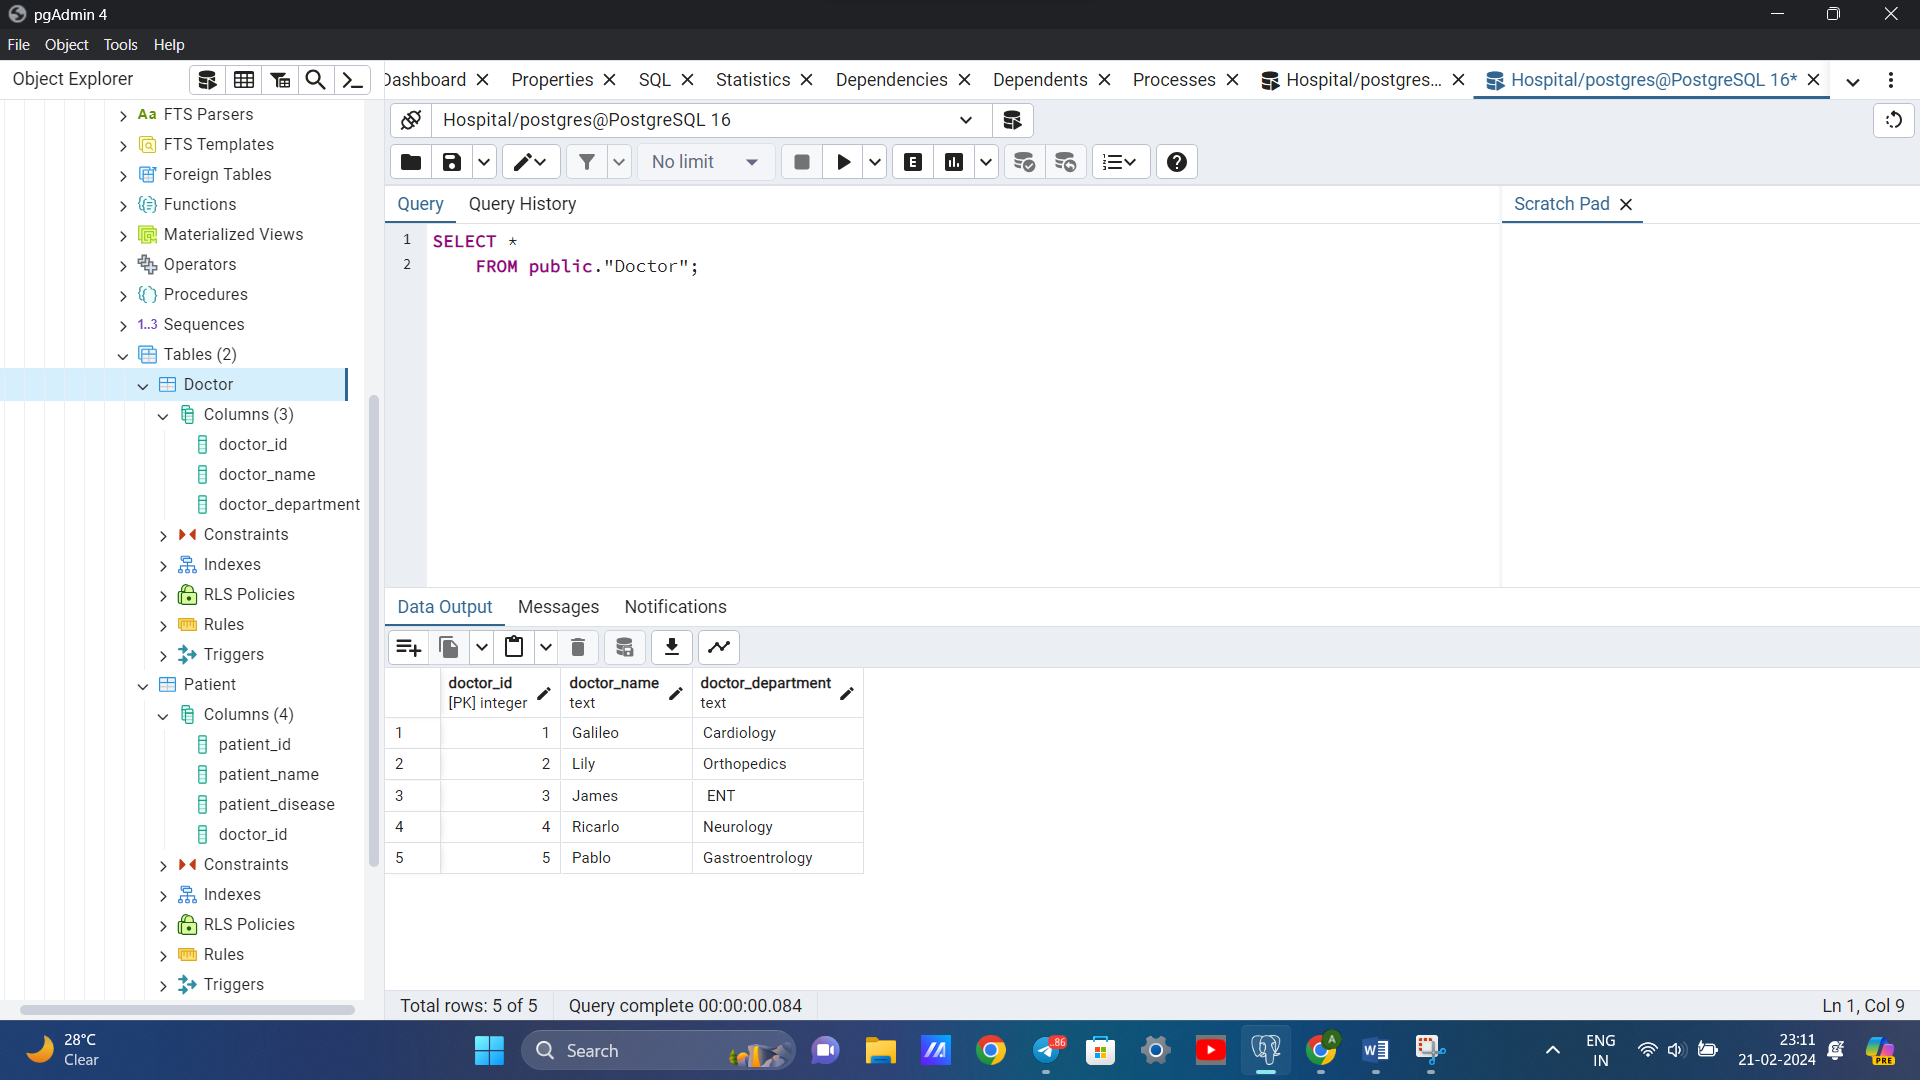 pgAdmin 4
File Object Tools Help
Object Explorer
Dashboard Properties SQL Statistics Dependencies Dependents Processes Hospital/postgres... Hospital/postgres@PostgreSQL 16*
Aa FTS Parsers
FTS Templates
Foreign Tables
Functions
Materialized Views
Operators
Procedures
1..3 Sequences
Tables (2)
Doctor
Columns (3)
doctor_id
doctor_name
doctor_department
Constraints
Indexes
RLS Policies
Rules
Triggers
Patient
Columns (4)
patient_id
patient_name
patient_disease
doctor_id
Constraints
Indexes
RLS Policies
Rules
Triggers
Hospital/postgres@PostgreSQL 16
No limit E
Query Query History
Scratch Pad
1 SELECT *
2 FROM public."Doctor";
Data Output Messages Notifications
doctor_id [PK] integer doctor_name text doctor_department text
1 1 Galileo Cardiology
2 2 Lily Orthopedics
3 3 James ENT
4 4 Ricarlo Neurology
5 5 Pablo Gastroentrology
Total rows: 5 of 5 Query complete 00:00:00.084 Ln 1, Col 9
28°C
Clear
Search
86
A
ENG
IN
23:11
21-02-2024
PRE